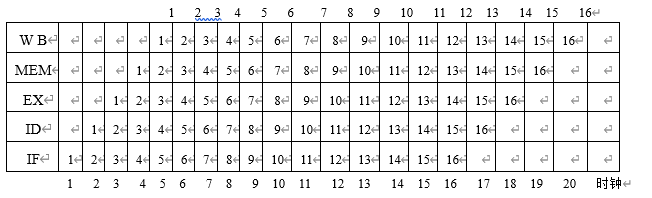 1 2 3 4 5 6 7 8 9 10 11 12 13 14 15 16↵
W B↵ ↵ ↵ ↵ ↵ 1↵ 2↵ 3↵ 4↵ 5↵ 6↵ 7↵ 8↵ 9↵ 10↵ 11↵ 12↵ 13↵ 14↵ 15↵ 16↵ ↵
MEM↵ ↵ ↵ ↵ 1↵ 2↵ 3↵ 4↵ 5↵ 6↵ 7↵ 8↵ 9↵ 10↵ 11↵ 12↵ 13↵ 14↵ 15↵ 16↵ ↵ ↵
EX↵ ↵ ↵ 1↵ 2↵ 3↵ 4↵ 5↵ 6↵ 7↵ 8↵ 9↵ 10↵ 11↵ 12↵ 13↵ 14↵ 15↵ 16↵ ↵ ↵ ↵
ID↵ ↵ 1↵ 2↵ 3↵ 4↵ 5↵ 6↵ 7↵ 8↵ 9↵ 10↵ 11↵ 12↵ 13↵ 14↵ 15↵ 16↵ ↵ ↵ ↵ ↵
IF↵ 1↵ 2↵ 3↵ 4↵ 5↵ 6↵ 7↵ 8↵ 9↵ 10↵ 11↵ 12↵ 13↵ 14↵ 15↵ 16↵ ↵ ↵ ↵ ↵ ↵
1 2 3 4 5 6 7 8 9 10 11 12 13 14 15 16 17 18 19 20 时钟↵